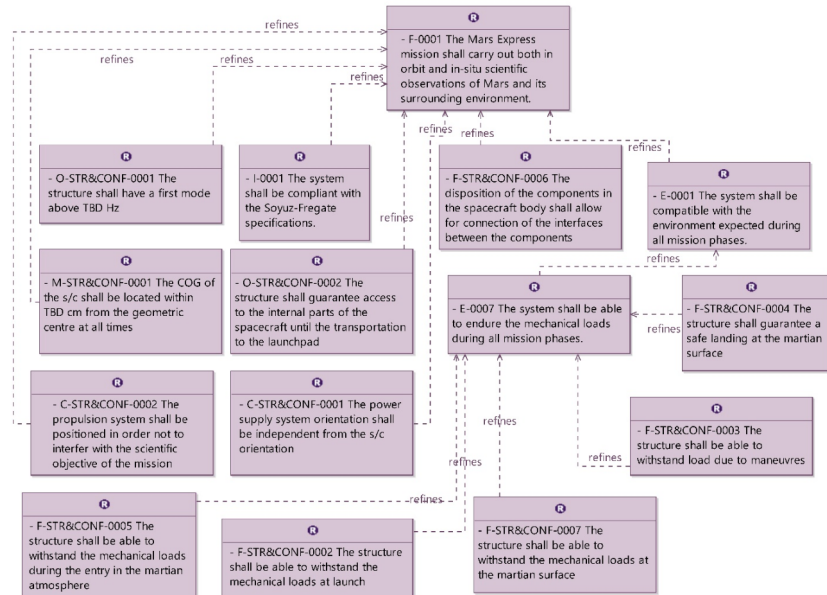 refines
R
- F-0001 The Mars Express
mission shall carry out both in
orbit and in-situ scientific
observations of Mars and its
surrounding environment.
refines
refines
refines
refines
refines
refines
refines
R
- O-STR&CONF-0001 The
structure shall have a first mode
above TBD Hz
R
- I-0001 The system
shall be compliant with
the Soyuz-Fregate
specifications.
R
- F-STR&CONF-0006 The
disposition of the components in
the spacecraft body shall allow
for connection of the interfaces
between the components
R
- E-0001 The system shall be
compatible with the
environment expected during
all mission phases.
refines
refines
R
- M-STR&CONF-0001 The COG of
the s/c shall be located within
TBD cm from the geometric
centre at all times
R
- O-STR&CONF-0002 The
structure shall guarantee access
to the internal parts of the
spacecraft until the transportation
to the launchpad
R
- E-0007 The system shall be able
to endure the mechanical loads
during all mission phases.
R
- F-STR&CONF-0004 The
structure shall guarantee a
safe landing at the martian
surface
refines
R
- C-STR&CONF-0002 The
propulsion system shall be
positioned in order not to
interfere with the scientific
objective of the mission
R
- C-STR&CONF-0001 The power
supply system orientation shall
be independent from the s/c
orientation
R
- F-STR&CONF-0003 The
structure shall be able to
withstand load due to maneuvres
refines
refines
refines
refines
R
- F-STR&CONF-0005 The
structure shall be able to
withstand the mechanical loads
during the entry in the martian
atmosphere
R
- F-STR&CONF-0002 The structure
shall be able to withstand the
mechanical loads at launch
R
- F-STR&CONF-0007 The
structure shall be able to
withstand the mechanical loads at
the martian surface